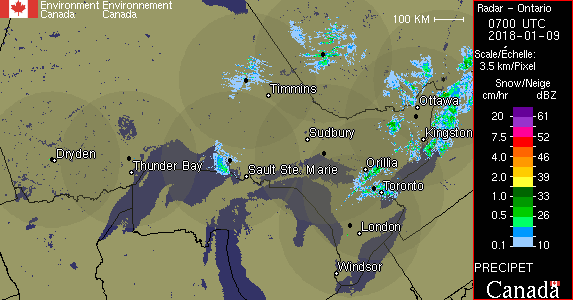 Environment Environnement
Canada Canada
100 KM
Timmins
Ottawa
Sudbury
Kingston
Dryden
Thunder Bay
Sault Ste. Marie
Orillia
Toronto
London
Windsor
Radar - Ontario
0700 UTC
2018-01-09
Scale/Échelle:
3.5 km/Pixel
Snow/Neige
cm/hr dBZ
20 61
7.5 52
4.0 46
2.0 39
1.0 33
0.5 26
0.1 10
PRECIPET
Canada